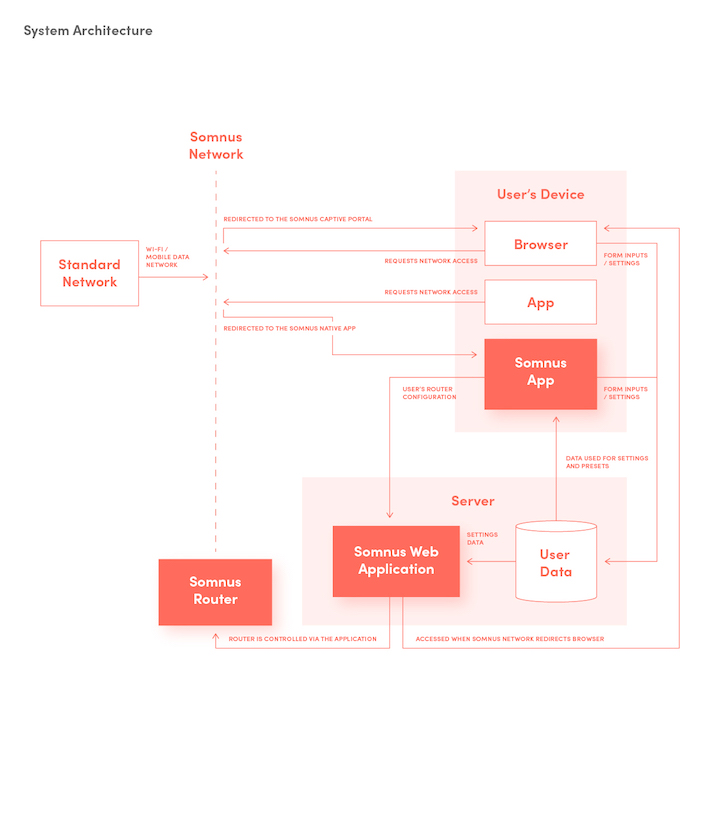 System Architecture
Somnus
Network
User's Device
REDIRECTED TO THE SOMNUS CAPTIVE PORTAL
Browser
WI-FI /
MOBILE DATA
NETWORK
Standard
Network
REQUESTS NETWORK ACCESS
FORM INPUTS
/ SETTINGS
REQUESTS NETWORK ACCESS
App
REDIRECTED TO THE SOMNUS NATIVE APP
Somnus
App
USER'S ROUTER
CONFIGURATION
FORM INPUTS
/ SETTINGS
DATA USED FOR SETTINGS
AND PRESETS
Server
SETTINGS
DATA
Somnus Web
Application
User
Data
Somnus
Router
ROUTER IS CONTROLLED VIA THE APPLICATION
ACCESSED WHEN SOMNUS NETWORK REDIRECTS BROWSER